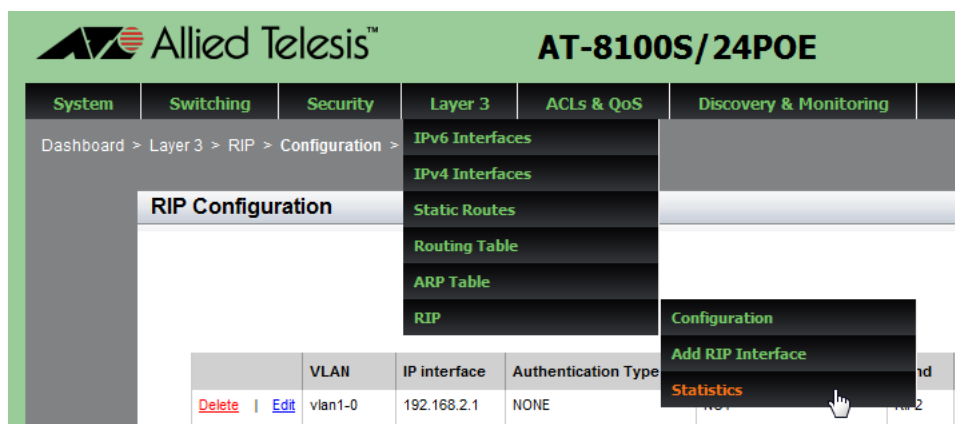 Allied Telesis™ AT-8100S/24POE
System Switching Security Layer 3 ACLs & QoS Discovery & Monitoring
Dashboard > Layer 3 > RIP > Configuration >
IPv6 Interfaces
IPv4 Interfaces
RIP Configuration
Static Routes
Routing Table
ARP Table
RIP
Configuration
Add RIP Interface
Statistics
VLAN IP interface Authentication Type
Delete | Edit vlan1-0 192.168.2.1 NONE